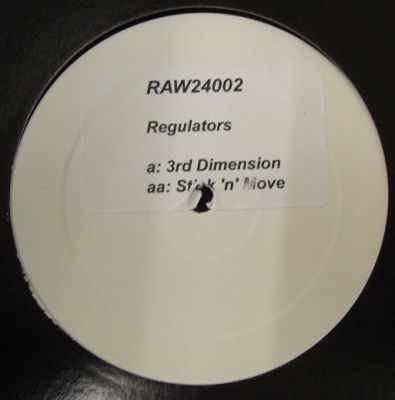 RAW24002
Regulators
a: 3rd Dimension
aa: Stick 'n' Move